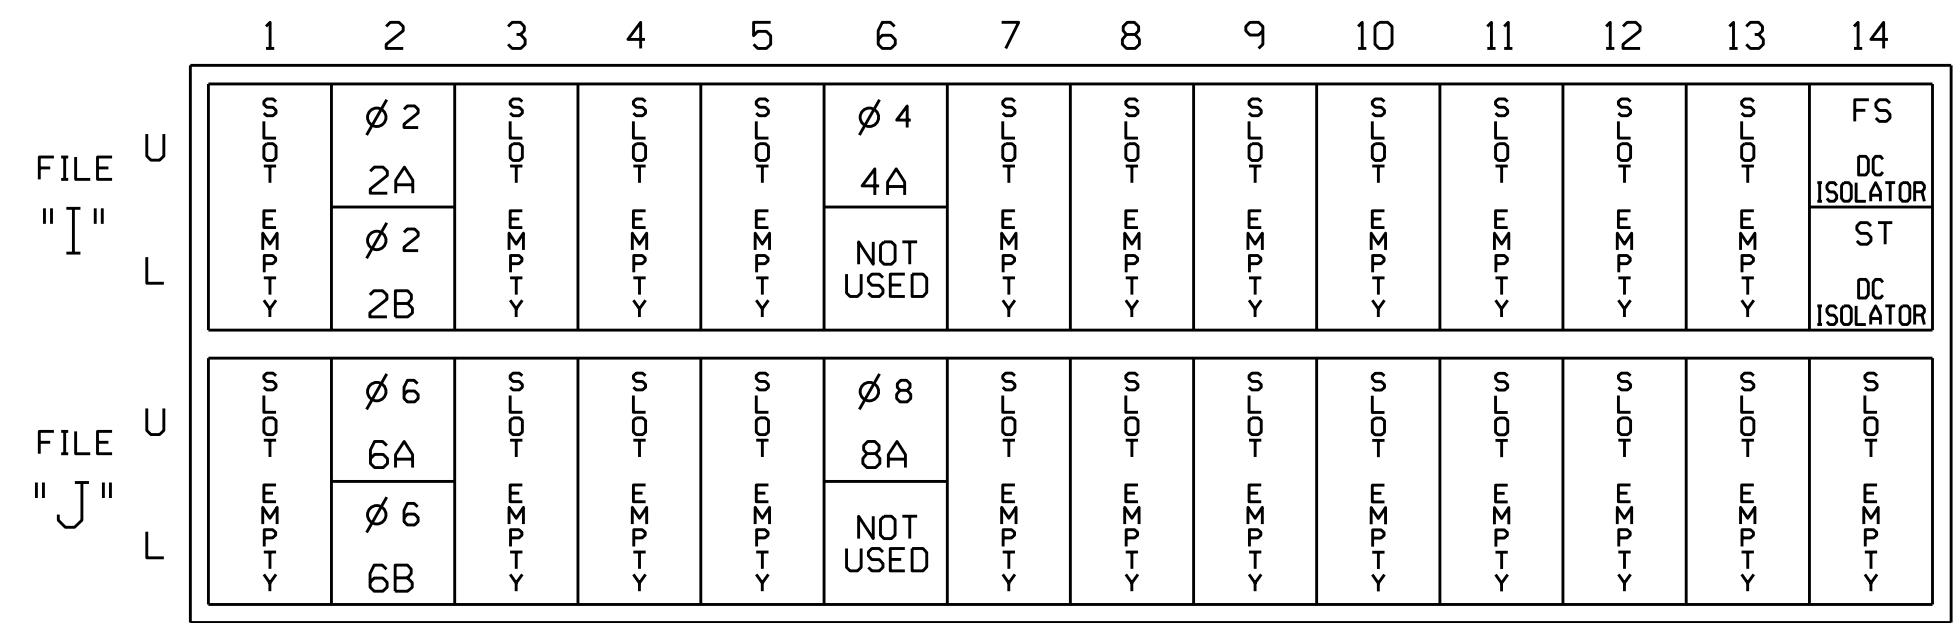 1 2 3 4 5 6 7 8 9 10 11 12 13 14
FILE
"I"
U
L
SLOT EMPTY
Ø 2
2A
Ø 2
2B
SLOT EMPTY
SLOT EMPTY
SLOT EMPTY
Ø 4
4A
NOT
USED
SLOT EMPTY
SLOT EMPTY
SLOT EMPTY
SLOT EMPTY
SLOT EMPTY
SLOT EMPTY
SLOT EMPTY
FS
DC
ISOLATOR
ST
DC
ISOLATOR
FILE
"J"
U
L
SLOT EMPTY
Ø 6
6A
Ø 6
6B
SLOT EMPTY
SLOT EMPTY
SLOT EMPTY
Ø 8
8A
NOT
USED
SLOT EMPTY
SLOT EMPTY
SLOT EMPTY
SLOT EMPTY
SLOT EMPTY
SLOT EMPTY
SLOT EMPTY
SLOT EMPTY